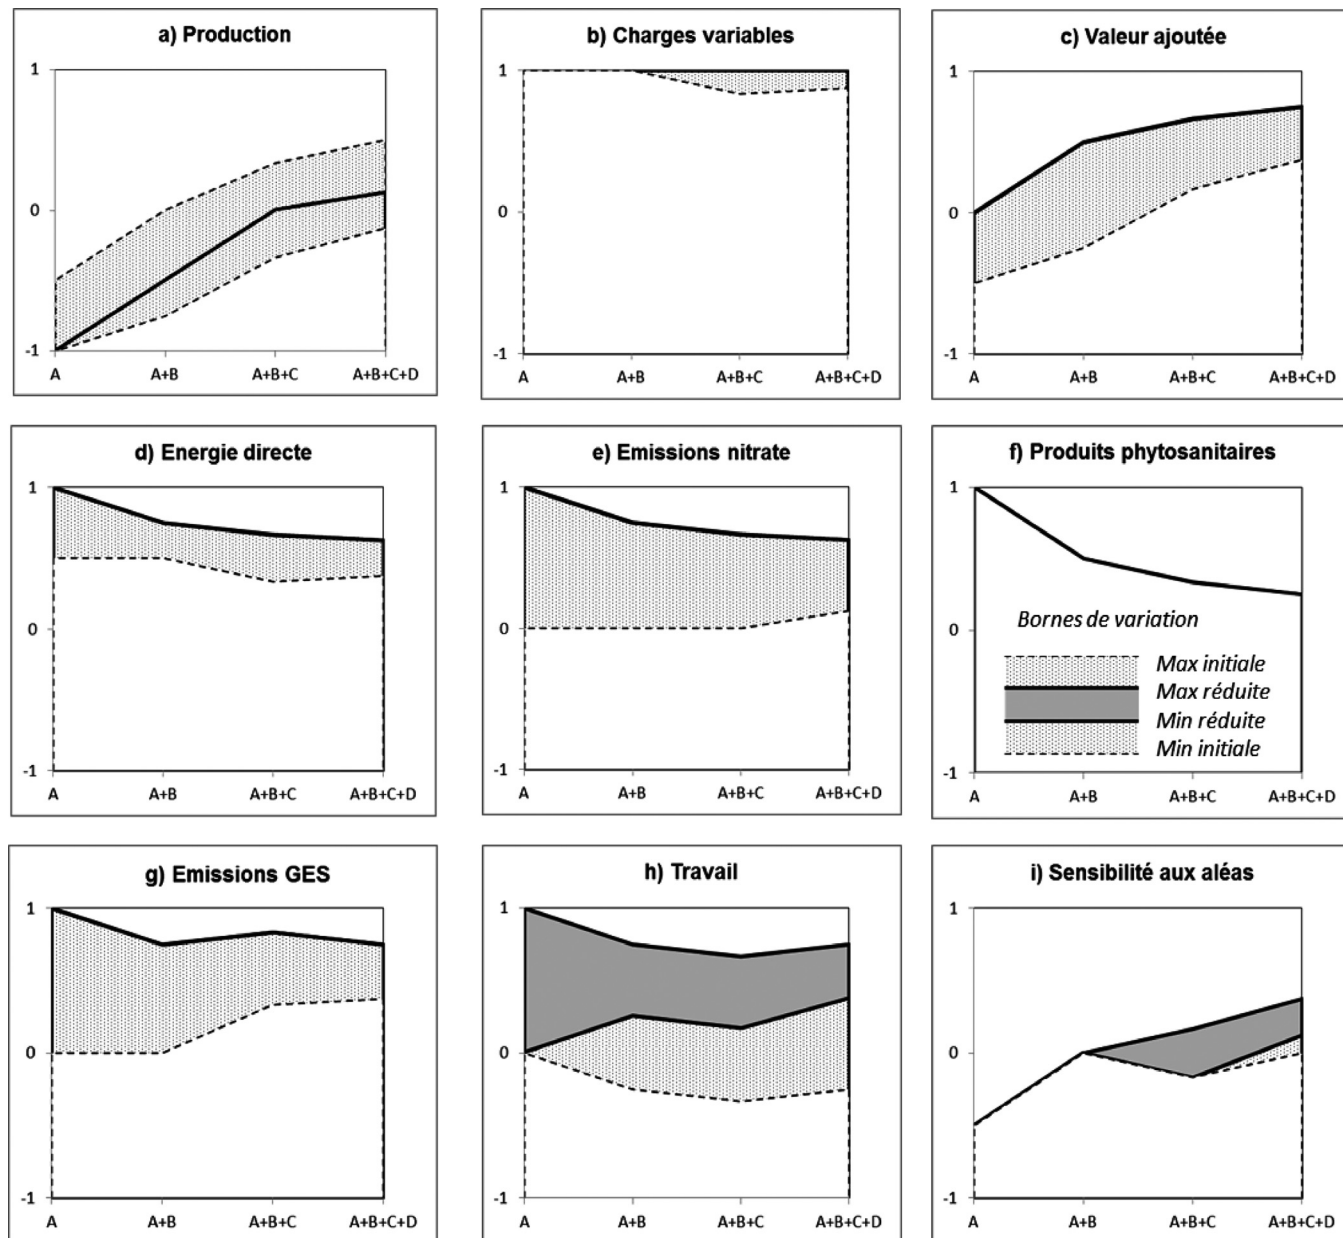 a) Production
1
0
-1
A A+B A+B+C A+B+C+D
b) Charges variables
1
0
-1
A A+B A+B+C A+B+C+D
c) Valeur ajoutée
1
0
-1
A A+B A+B+C A+B+C+D
d) Energie directe
1
0
-1
A A+B A+B+C A+B+C+D
e) Emissions nitrate
1
0
-1
A A+B A+B+C A+B+C+D
f) Produits phytosanitaires
1
0
Bornes de variation
Max initiale
Max réduite
Min réduite
Min initiale
-1
A A+B A+B+C A+B+C+D
g) Emissions GES
1
0
-1
A A+B A+B+C A+B+C+D
h) Travail
1
0
-1
A A+B A+B+C A+B+C+D
i) Sensibilité aux aléas
1
0
-1
A A+B A+B+C A+B+C+D